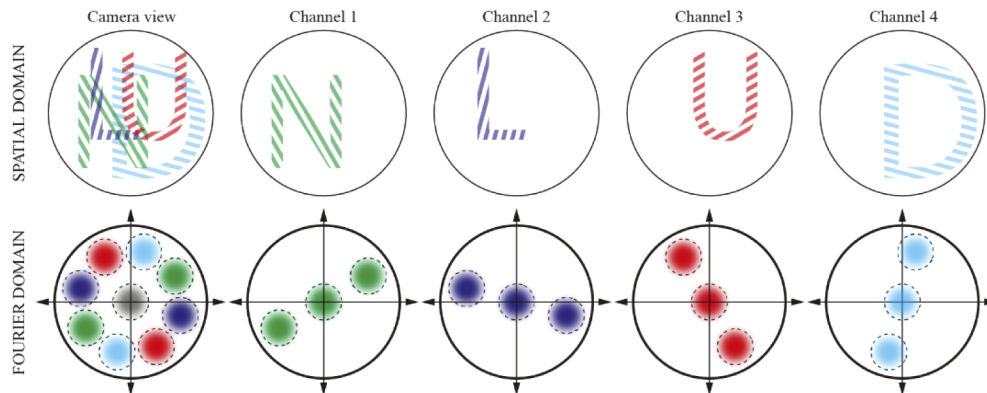 Camera view Channel 1 Channel 2 Channel 3 Channel 4
SPATIAL DOMAIN
N L U D N L U D
FOURIER DOMAIN